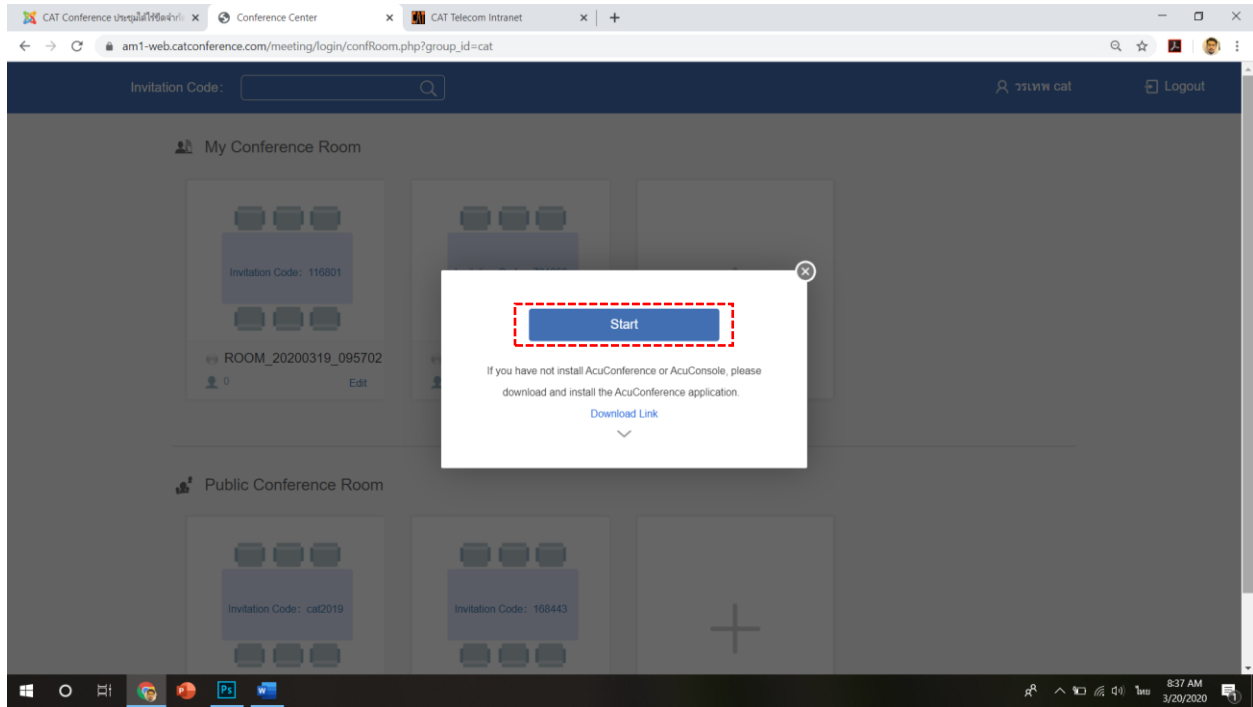 CAT Conference ประชุมได้ไร้ขีดจำกั
Conference Center
CAT Telecom Intranet
am1-web.catconference.com/meeting/login/confRoom.php?group_id=cat
Invitation Code:
วรเทพ cat
Logout
My Conference Room
Invitation Code: 116801
ROOM_20200319_095702
0
Edit
Start
If you have not install AcuConference or AcuConsole, please
download and install the AcuConference application.
Download Link
Public Conference Room
Invitation Code: cat2019
Invitation Code: 168443
Ps
ไทย
8:37 AM
3/20/2020
1